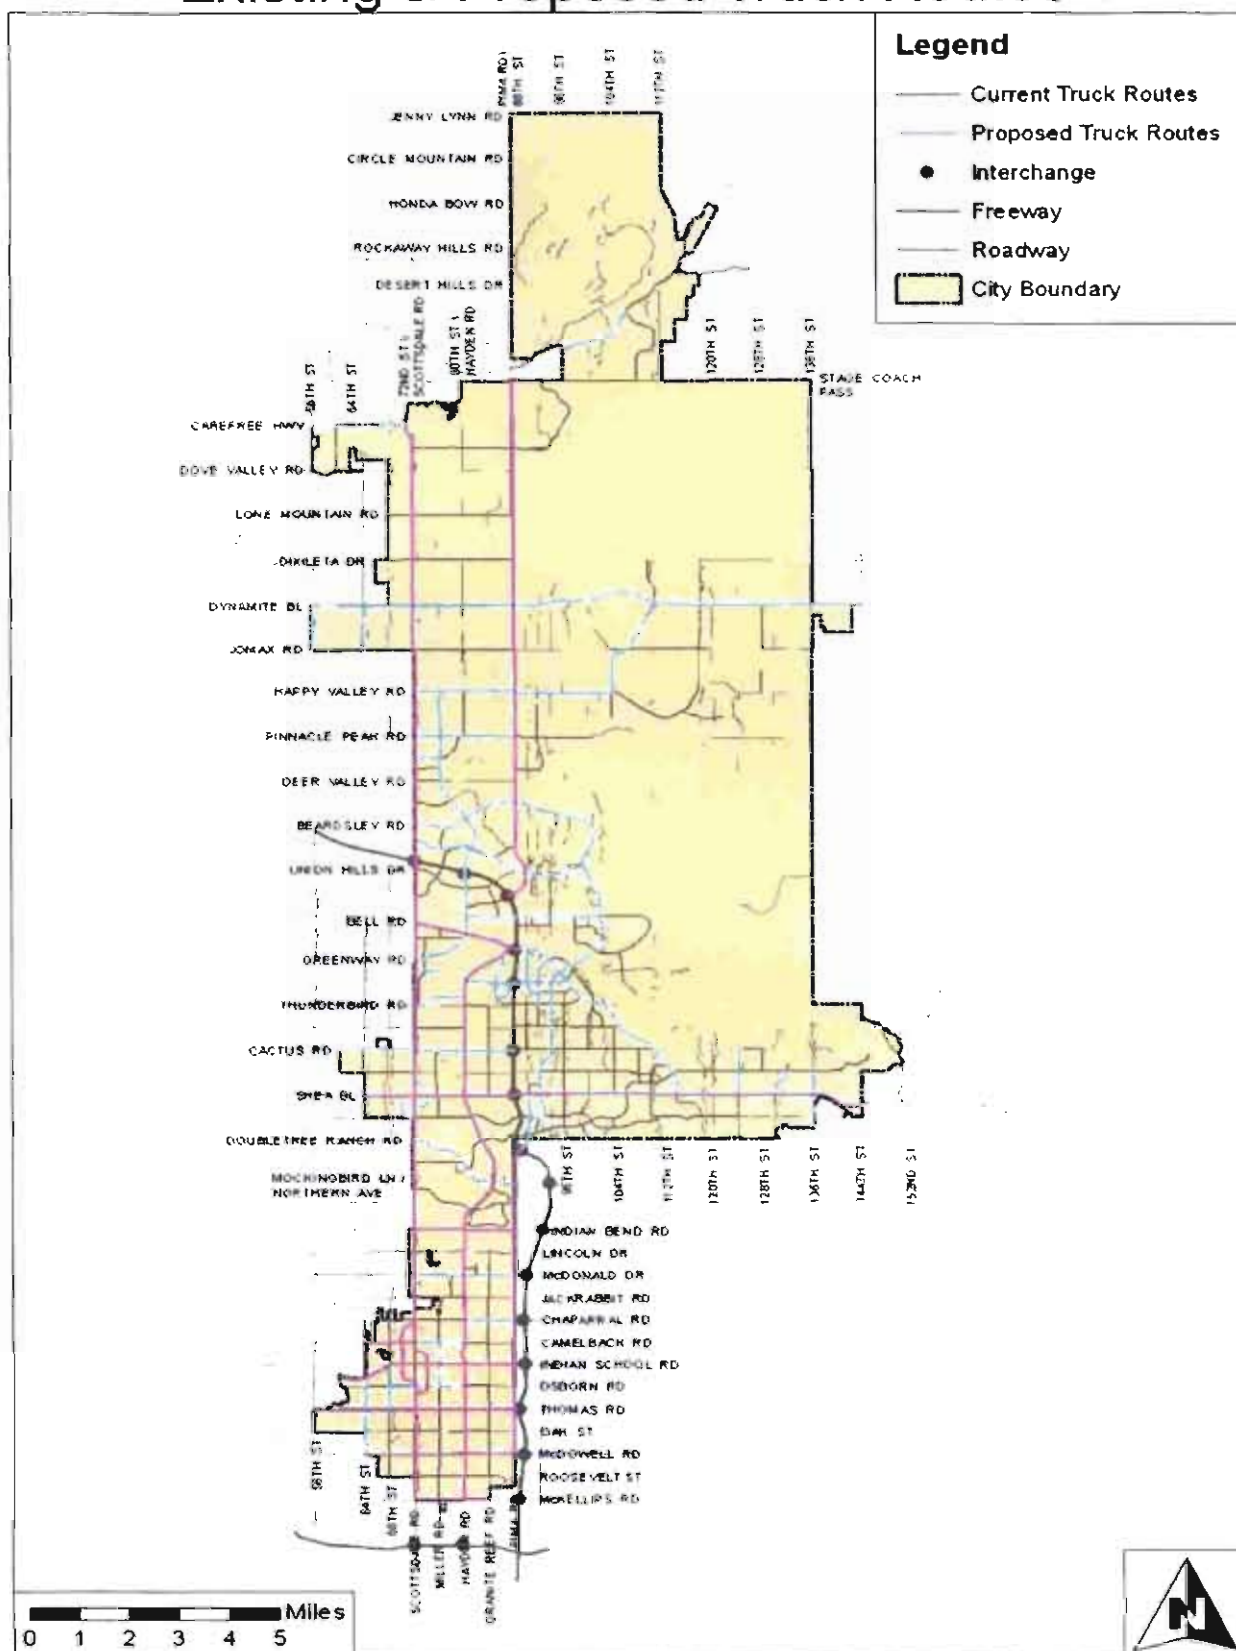 Legend
Current Truck Routes
Proposed Truck Routes
Interchange
Freeway
Roadway
City Boundary
PIMA RD \
88TH ST
96TH ST
104TH ST
112TH ST
JENNY LYNN RD
CIRCLE MOUNTAIN RD
HONDA BOW RD
ROCKAWAY HILLS RD
DESERT HILLS DR
56TH ST
64TH ST
72ND ST \
SCOTTSDALE RD
80TH ST \
HAYDEN RD
120TH ST
128TH ST
136TH ST
STAGE COACH
PASS
CAREFREE HWY
DOVE VALLEY RD
LONE MOUNTAIN RD
DIXILETA DR
DYNAMITE BL
JOMAX RD
HAPPY VALLEY RD
PINNACLE PEAK RD
DEER VALLEY RD
BEARDSLEY RD
UNION HILLS DR
BELL RD
GREENWAY RD
THUNDERBIRD RD
CACTUS RD
SHEA BL
DOUBLETREE RANCH RD
MOCKINGBIRD LN /
NORTHERN AVE
96TH ST
104TH ST
112TH ST
120TH ST
128TH ST
136TH ST
144TH ST
152ND ST
INDIAN BEND RD
LINCOLN DR
McDONALD DR
JACKRABBIT RD
CHAPARRAL RD
CAMELBACK RD
INDIAN SCHOOL RD
OSBORN RD
THOMAS RD
OAK ST
McDOWELL RD
ROOSEVELT ST
McKELLIPS RD
56TH ST
64TH ST
68TH ST
SCOTTSDALE RD
MILLER RD
HAYDEN RD
GRANITE REEF RD
PIMA RD
Miles
0 1 2 3 4 5
N